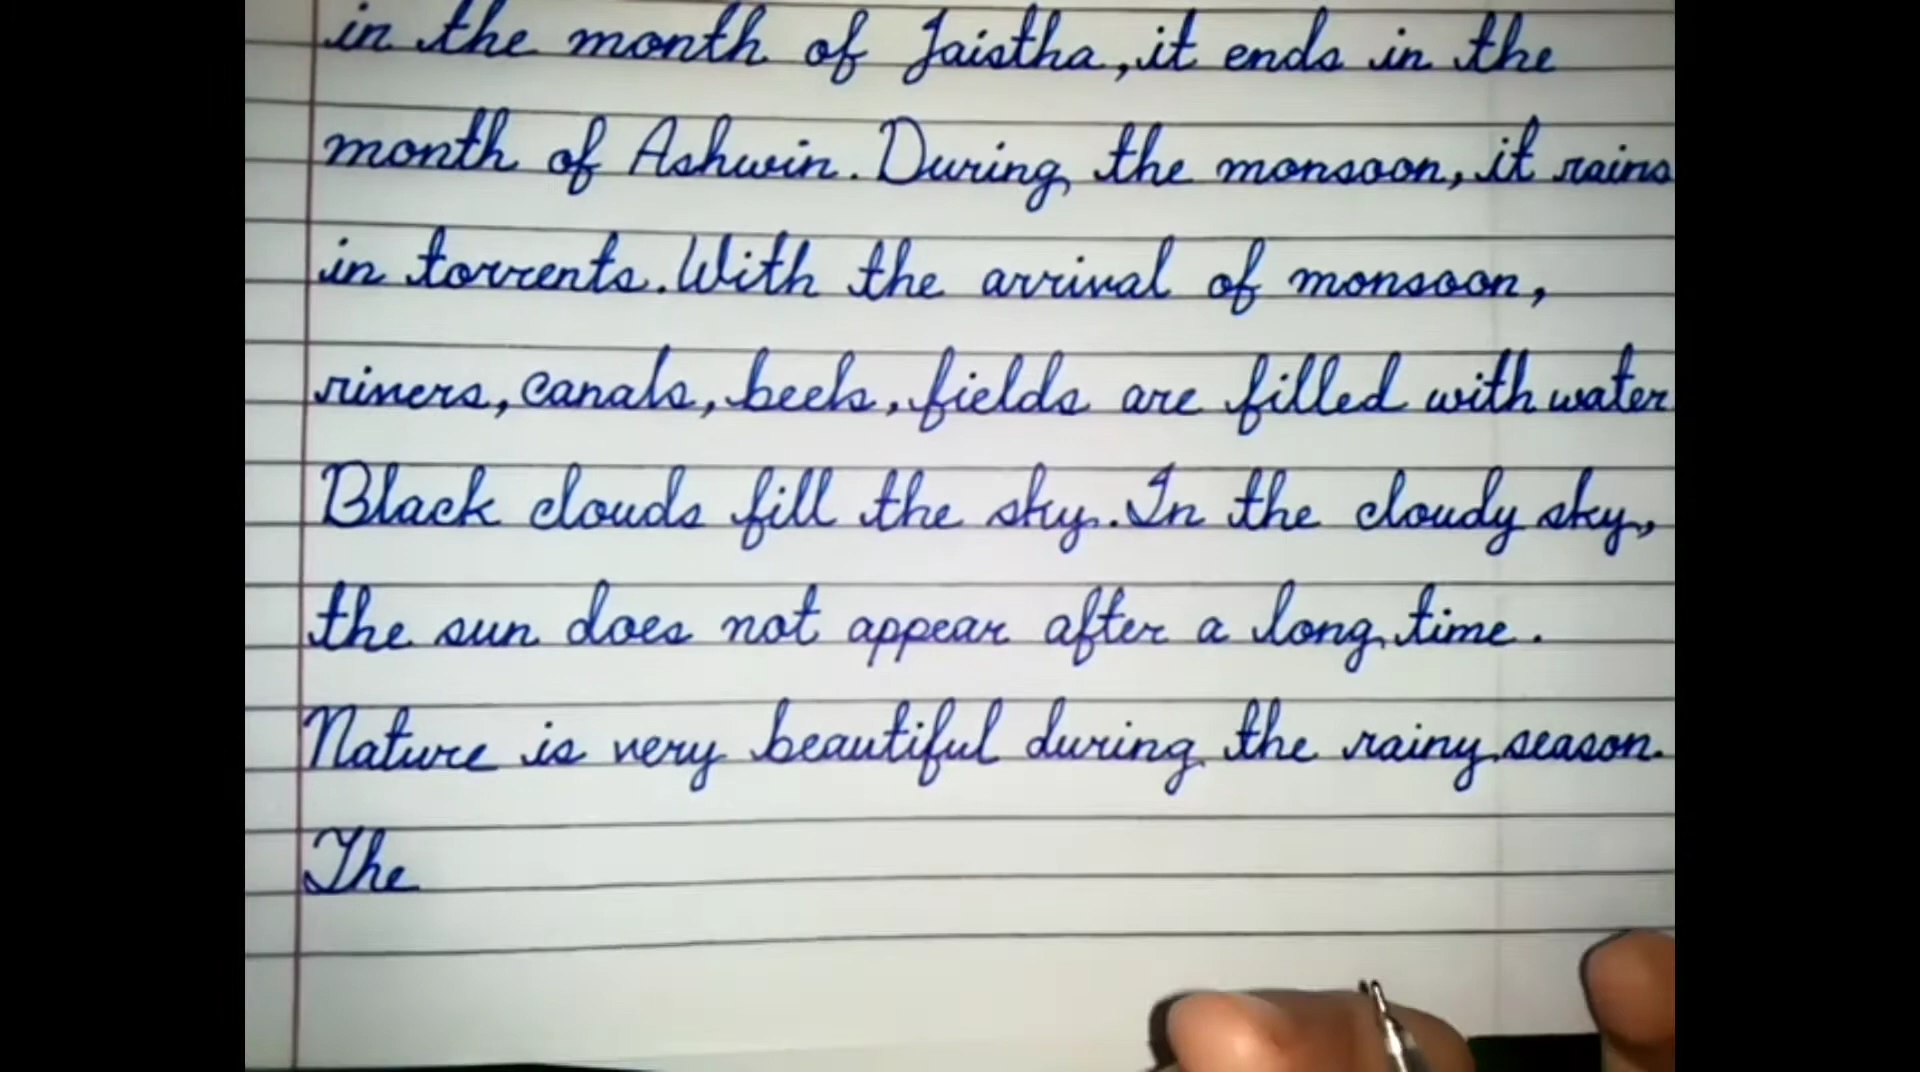 in the month of Jaistha, it ends in the
month of Ashwin. During the monsoon, it rains
in torrents. With the arrival of monsoon,
rivers, canals, beels, fields are filled with water
Black clouds fill the sky. In the cloudy sky,
the sun does not appear after a long time.
Nature is very beautiful during the rainy season.
The